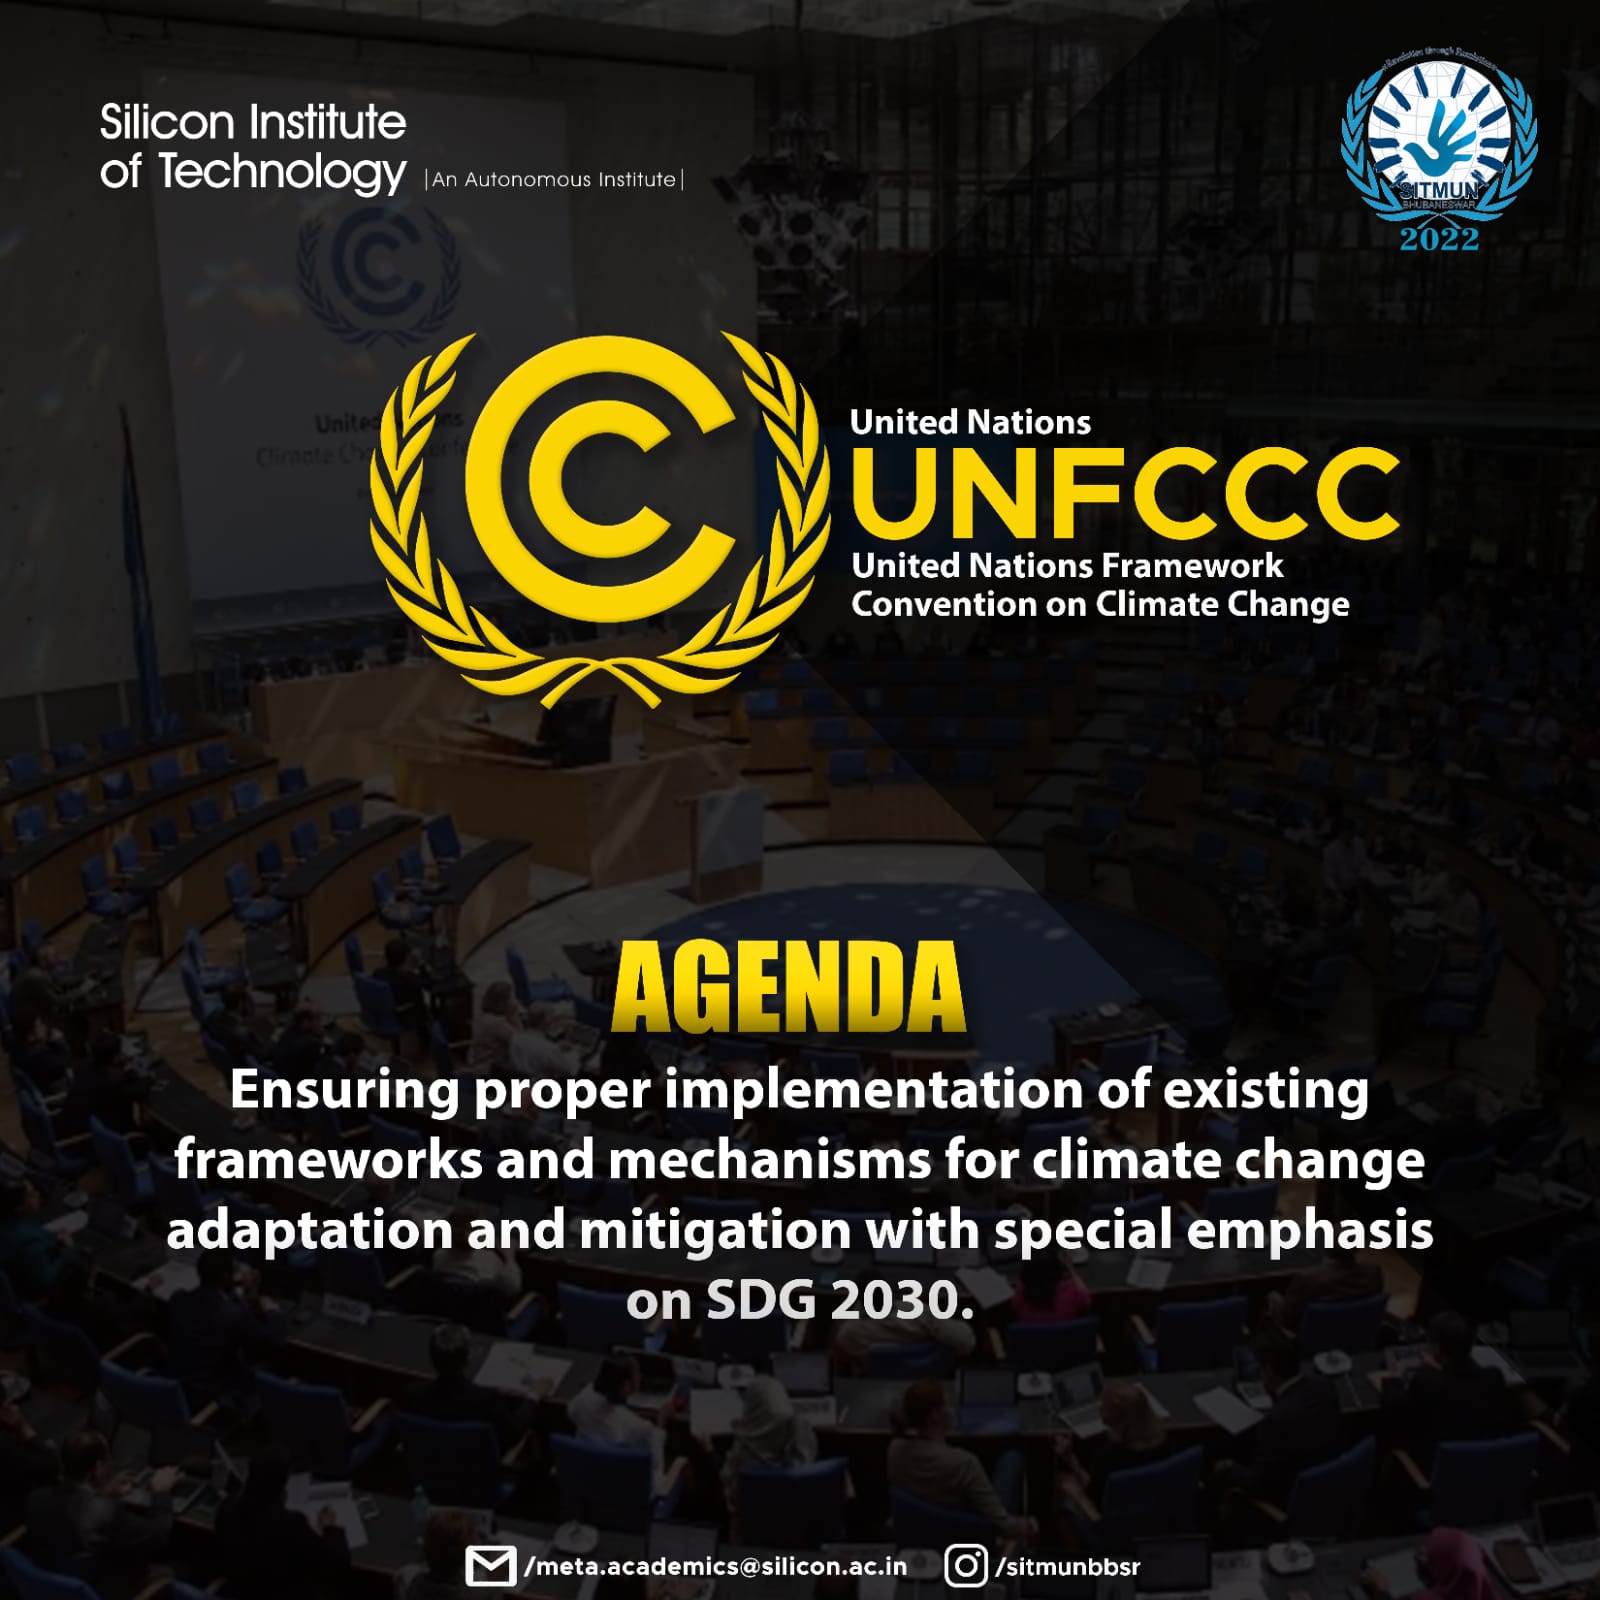 Silicon Institute
of Technology |An Autonomous Institute|
SITMUN
BHUBANESWAR
2022
United Nations
UNFCCC
United Nations Framework
Convention on Climate Change
AGENDA
Ensuring proper implementation of existing
frameworks and mechanisms for climate change
adaptation and mitigation with special emphasis
on SDG 2030.
/meta.academics@silicon.ac.in /sitmunbbsr